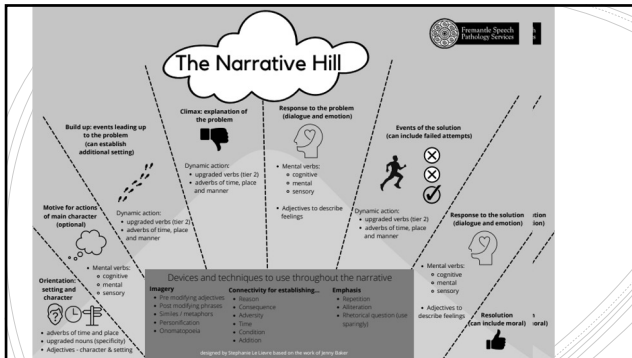 The Narrative Hill
Fremantle Speech
Pathology Services
Climax: explanation of
the problem
Dynamic action:
• upgraded verbs (tier 2)
• adverbs of time, place
and manner
Response to the problem
(dialogue and emotion)
• Mental verbs:
o cognitive
o mental
o sensory
• Adjectives to describe
feelings
Build up: events leading up
to the problem
(can establish
additional setting)
Dynamic action:
• upgraded verbs (tier 2)
• adverbs of time, place
and manner
Events of the solution
(can include failed attempts)
Dynamic action:
• upgraded verbs (tier 2)
• adverbs of time, place
and manner
Motive for actions
of main character
(optional)
• Mental verbs:
o cognitive
o mental
o sensory
Response to the solution
(dialogue and emotion)
• Mental verbs:
o cognitive
o mental
o sensory
• Adjectives to
describe feelings
tion
ion)
Orientation:
setting and
character
• adverbs of time and place
• upgraded nouns (specificity)
• Adjectives - character & setting
Devices and techniques to use throughout the narrative
Imagery
• Pre modifying adjectives
• Post modifying phrases
• Similies / metaphors
• Personification
• Onomatopoeia
Connectivity for establishing...
• Reason
• Consequence
• Adversity
• Time
• Condition
• Addition
Emphasis
• Repetition
• Alliteration
• Rhetorical question (use
sparingly)
Resolution
(can include moral)
oral)
designed by Stephanie Le Lievre based on the work of Jenny Baker